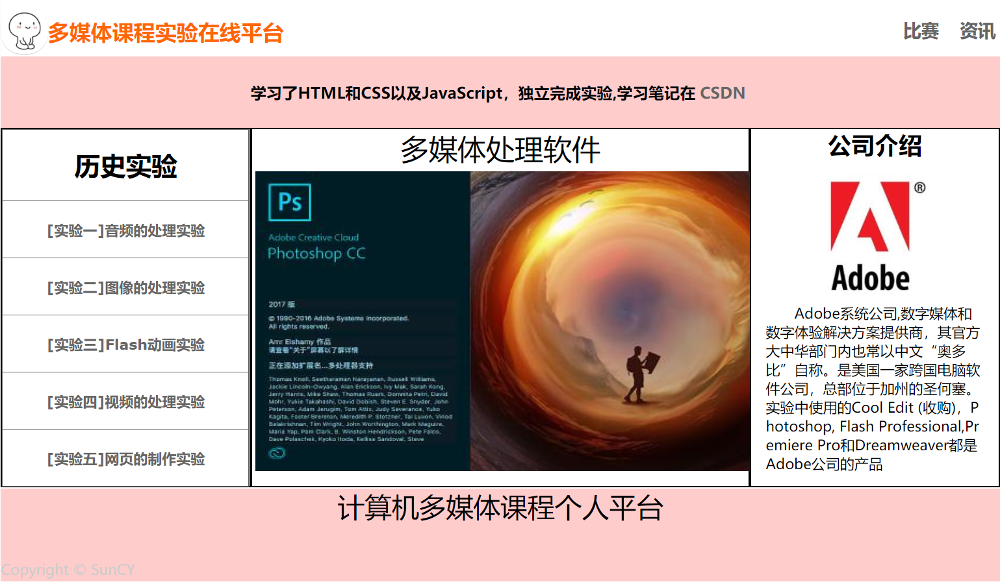 多媒体课程实验在线平台
比赛 资讯
学习了HTML和CSS以及JavaScript，独立完成实验,学习笔记在 CSDN
历史实验
[实验一]音频的处理实验
[实验二]图像的处理实验
[实验三]Flash动画实验
[实验四]视频的处理实验
[实验五]网页的制作实验
多媒体处理软件
Ps
Adobe Creative Cloud
Photoshop CC
2017 版
© 1990-2016 Adobe Systems Incorporated.
All rights reserved.
Amr Elshamy 作品
请查看“关于”屏幕以了解详情
正在添加扩展名...多处理器支持
Thomas Knoll, Seetharaman Narayanan, Russell Williams,
Jackie Lincoln-Owyang, Alan Erickson, Ivy Mak, Sarah Kong,
Jerry Harris, Mike Shaw, Thomas Ruark, Domnita Petri, David
Mohr, Yukie Takahashi, David Dobish, Steven E. Snyder, John
Peterson, Adam Jerugim, Tom Attix, Judy Severance, Yuko
Kagita, Foster Brereton, Meredith P. Stotzner, Tai Luxon, Vinod
Balakrishnan, Tim Wright, John Worthington, Mark Maguire,
Maria Yap, Pam Clark, B. Winston Hendrickson, Pete Falco,
Dave Polaschek, Kyoko Itoda, Kellisa Sandoval, Steve
公司介绍
®
Adobe
Adobe系统公司,数字媒体和
数字体验解决方案提供商，其官方
大中华部门内也常以中文“奥多
比”自称。是美国一家跨国电脑软
件公司，总部位于加州的圣何塞。
实验中使用的Cool Edit (收购)，P
hotoshop, Flash Professional,Pr
emiere Pro和Dreamweaver都是
Adobe公司的产品
计算机多媒体课程个人平台
Copyright © SunCY